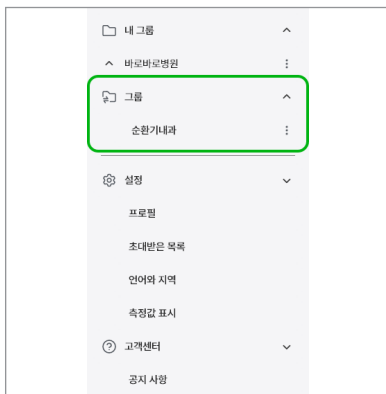 내 그룹
바로바로병원
그룹
순환기내과
설정
프로필
초대받은 목록
언어와 지역
측정값 표시
고객센터
공지 사항